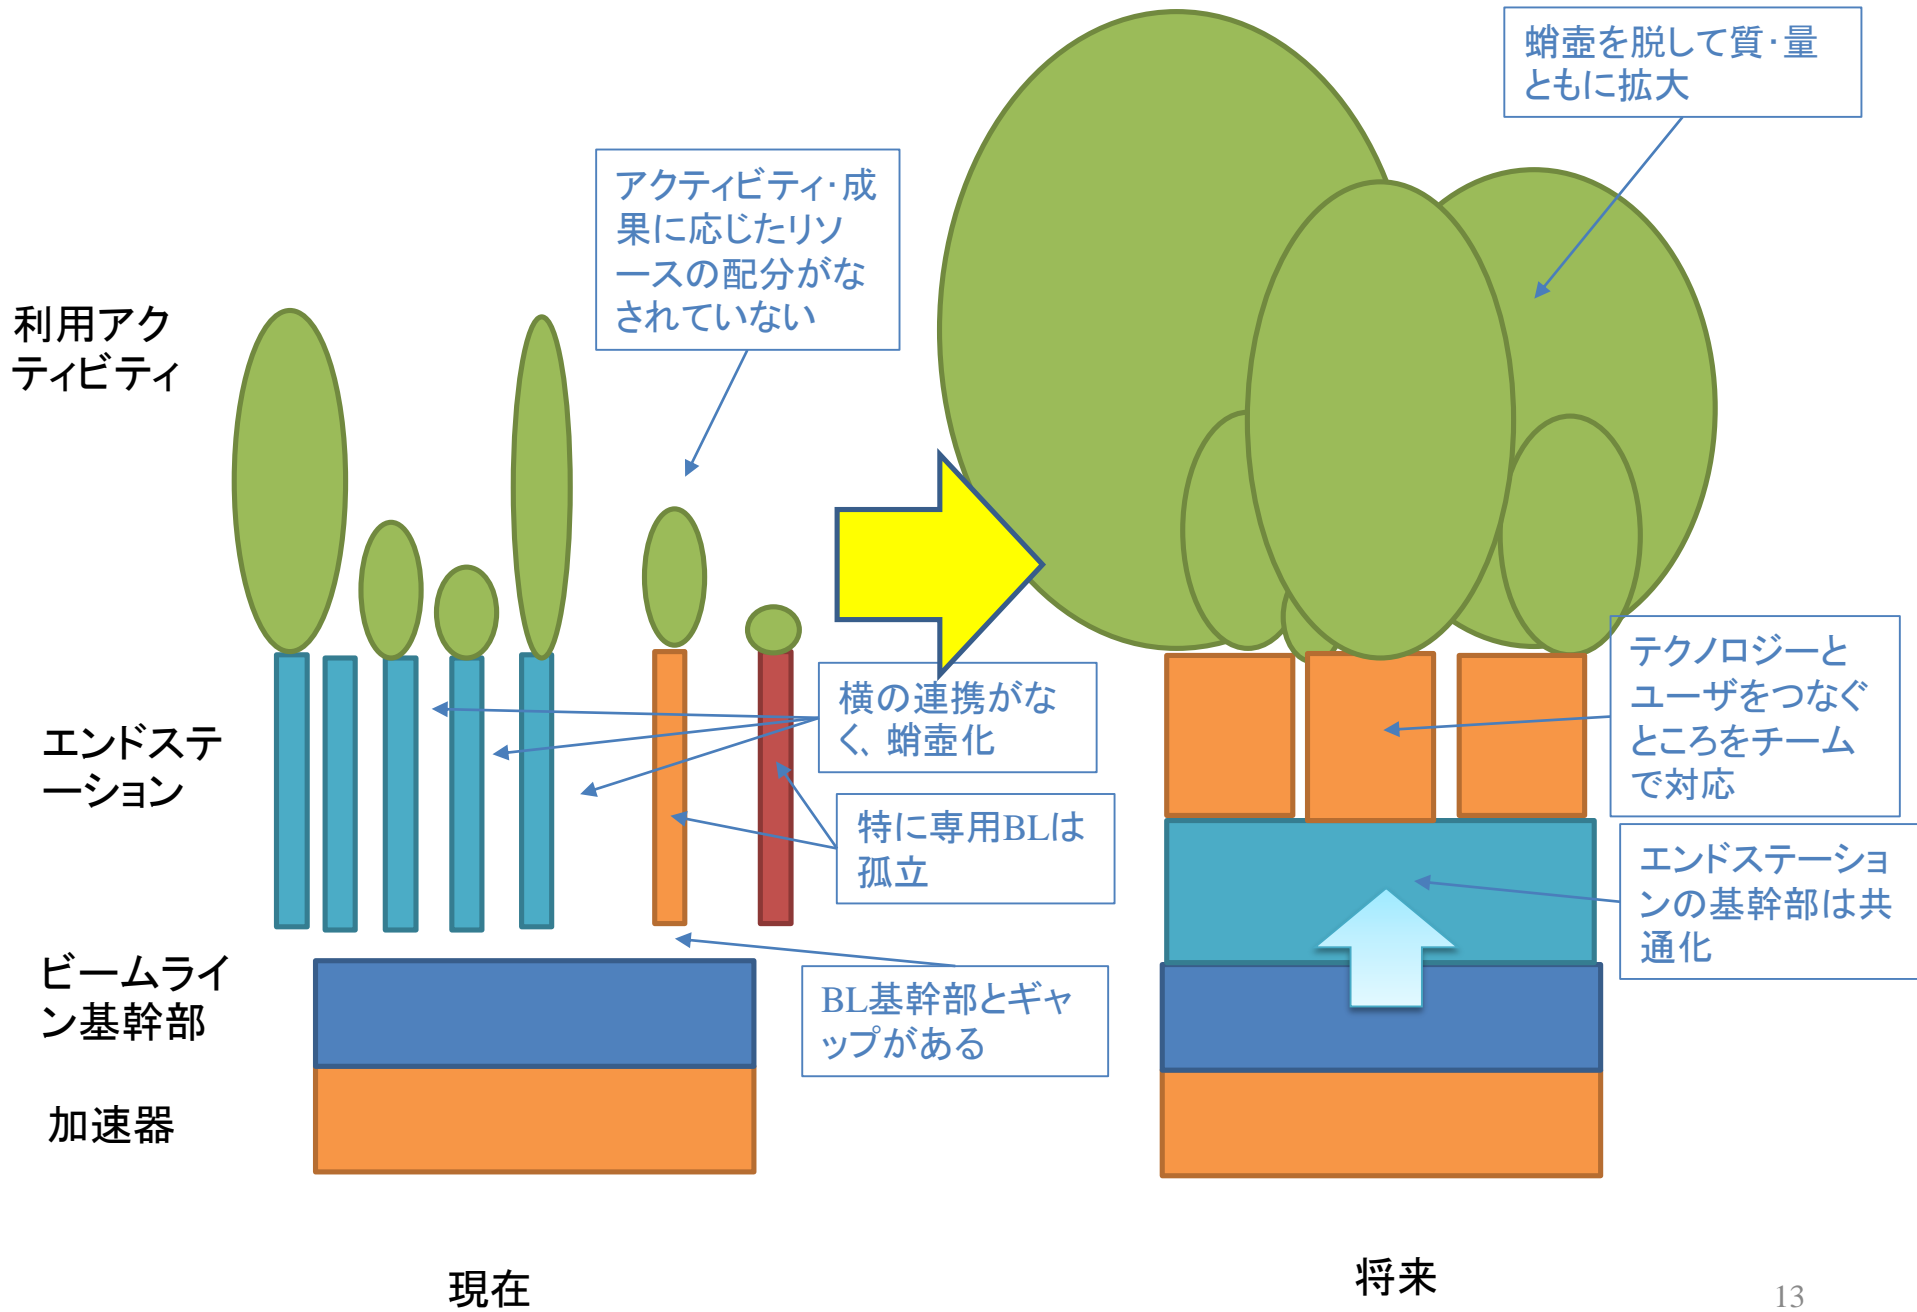 蛸壺を脱して質・量
ともに拡大
アクティビティ・成
果に応じたリソ
ースの配分がな
されていない
利用アク
ティビティ
横の連携がな
く、蛸壺化
テクノロジーと
ユーザをつなぐ
ところをチーム
で対応
エンドステ
ーション
特に専用BLは
孤立
エンドステーショ
ンの基幹部は共
通化
ビームライ
ン基幹部
BL基幹部とギャ
ップがある
加速器
現在
将来
13